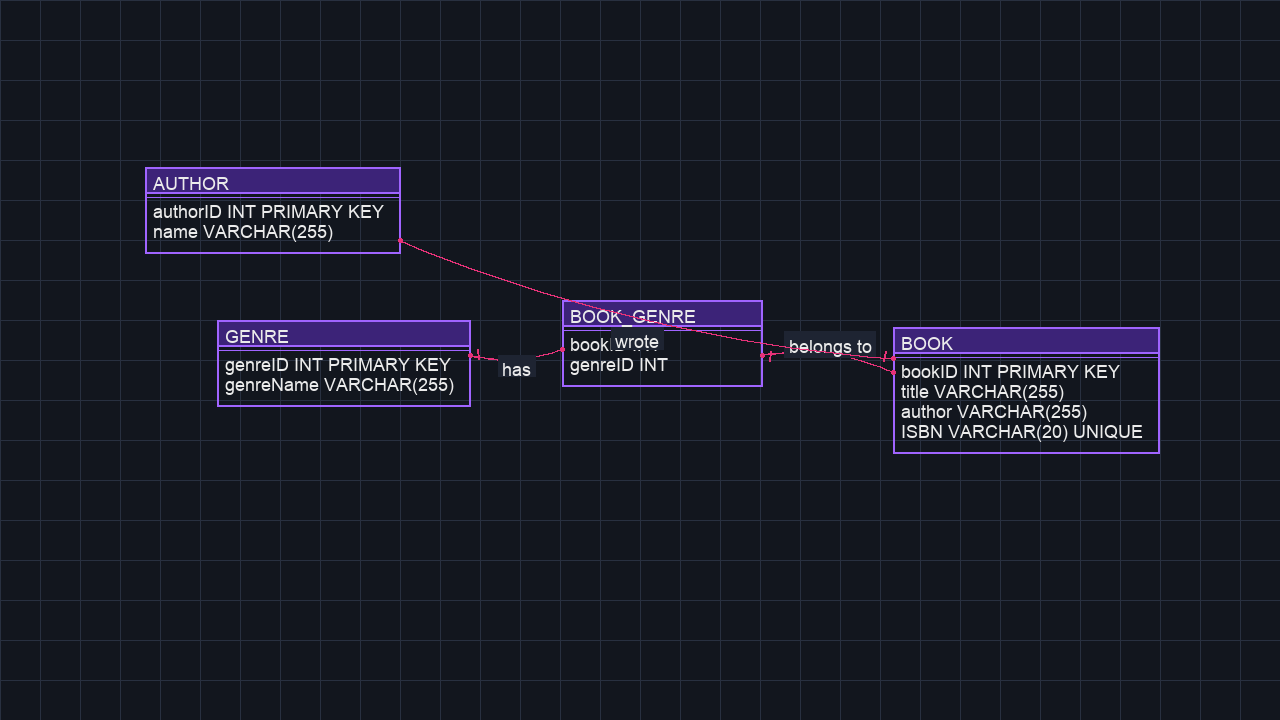 AUTHOR
authorID INT PRIMARY KEY
name VARCHAR(255)
GENRE
genreID INT PRIMARY KEY
genreName VARCHAR(255)
has
BOOK_GENRE
wrote
genreID INT
belongs to
BOOK
bookID INT PRIMARY KEY
title VARCHAR(255)
author VARCHAR(255)
ISBN VARCHAR(20) UNIQUE